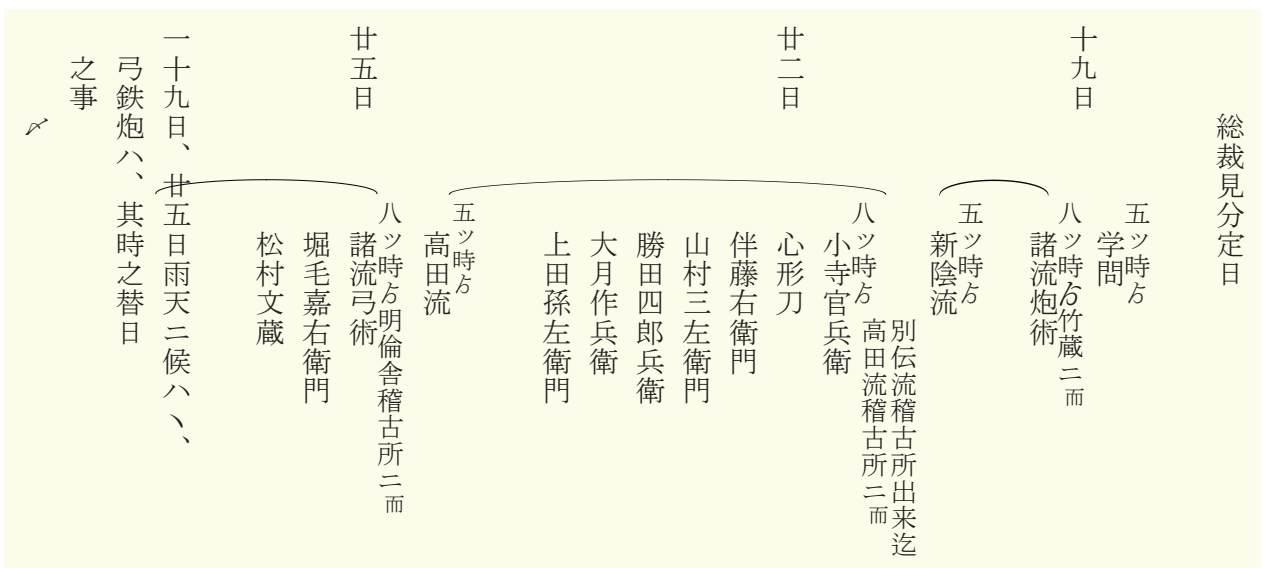 総裁見分定日
五ツ時ゟ
学問
十九日
八ツ時ゟ竹蔵ニ而
諸流炮術
五ツ時ゟ
新陰流
廿二日
別伝流稽古所出来迄
高田流稽古所ニ而
八ツ時ゟ
小寺官兵衛
心形刀
伴藤右衛門
山村三左衛門
勝田四郎兵衛
大月作兵衛
上田孫左衛門
五ツ時ゟ
高田流
廿五日
八ツ時ゟ明倫舎稽古所ニ而
諸流弓術
堀毛嘉右衛門
松村文蔵
一十九日、廿五日雨天ニ候ハヽ、
弓鉄炮ハ、其時之替日
之事
〆